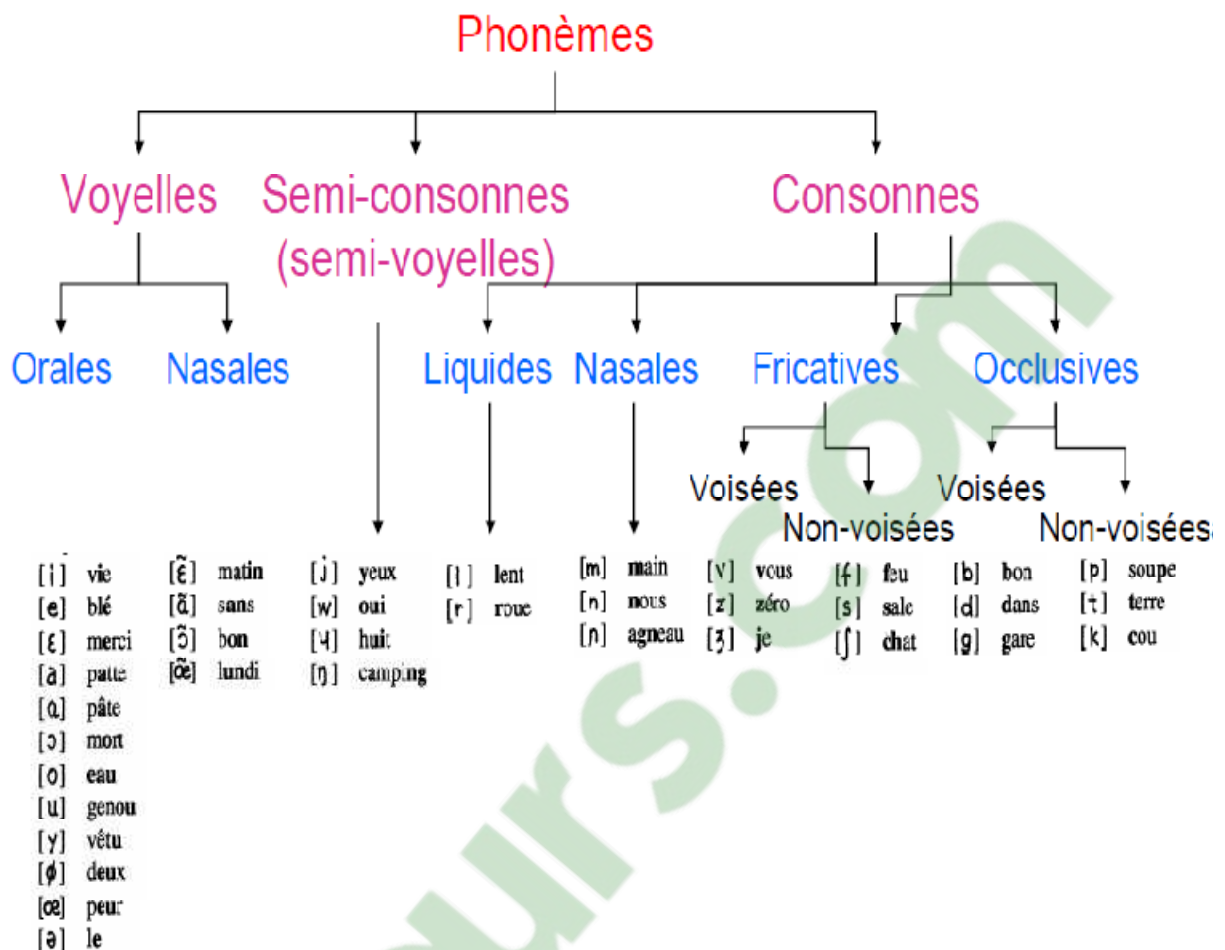 Phonèmes
Voyelles
Semi-consonnes
(semi-voyelles)
Consonnes
Orales
Nasales
Liquides
Nasales
Fricatives
Occlusives
Voisées
Non-voisées
Voisées
Non-voisées
[i] vie
[e] blé
[ɛ] merci
[a] patte
[ɑ] pâte
[ɔ] mort
[o] eau
[u] genou
[y] vêtu
[ø] deux
[œ] peur
[ə] le
[ɛ̃] matin
[ɑ̃] sans
[ɔ̃] bon
[œ̃] lundi
[j] yeux
[w] oui
[ɥ] huit
[ŋ] camping
[l] lent
[r] roue
[m] main
[n] nous
[ɲ] agneau
[v] vous
[z] zéro
[ʒ] je
[f] feu
[s] sale
[ʃ] chat
[b] bon
[d] dans
[g] gare
[p] soupe
[t] terre
[k] cou
urs.com